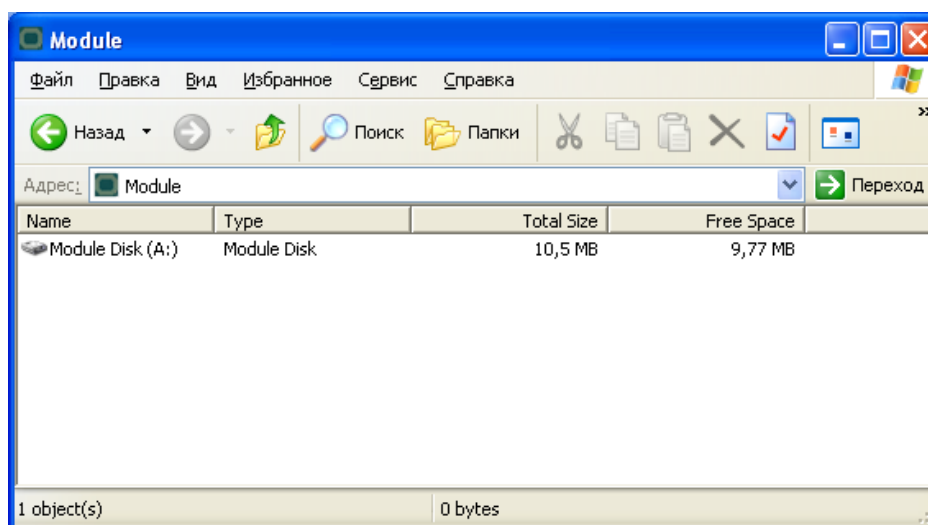 Module
Файл Правка Вид Избранное Сервис Справка
Назад Поиск Папки »
Адрес: Module Переход
Name Type Total Size Free Space
Module Disk (A:) Module Disk 10,5 MB 9,77 MB
1 object(s) 0 bytes